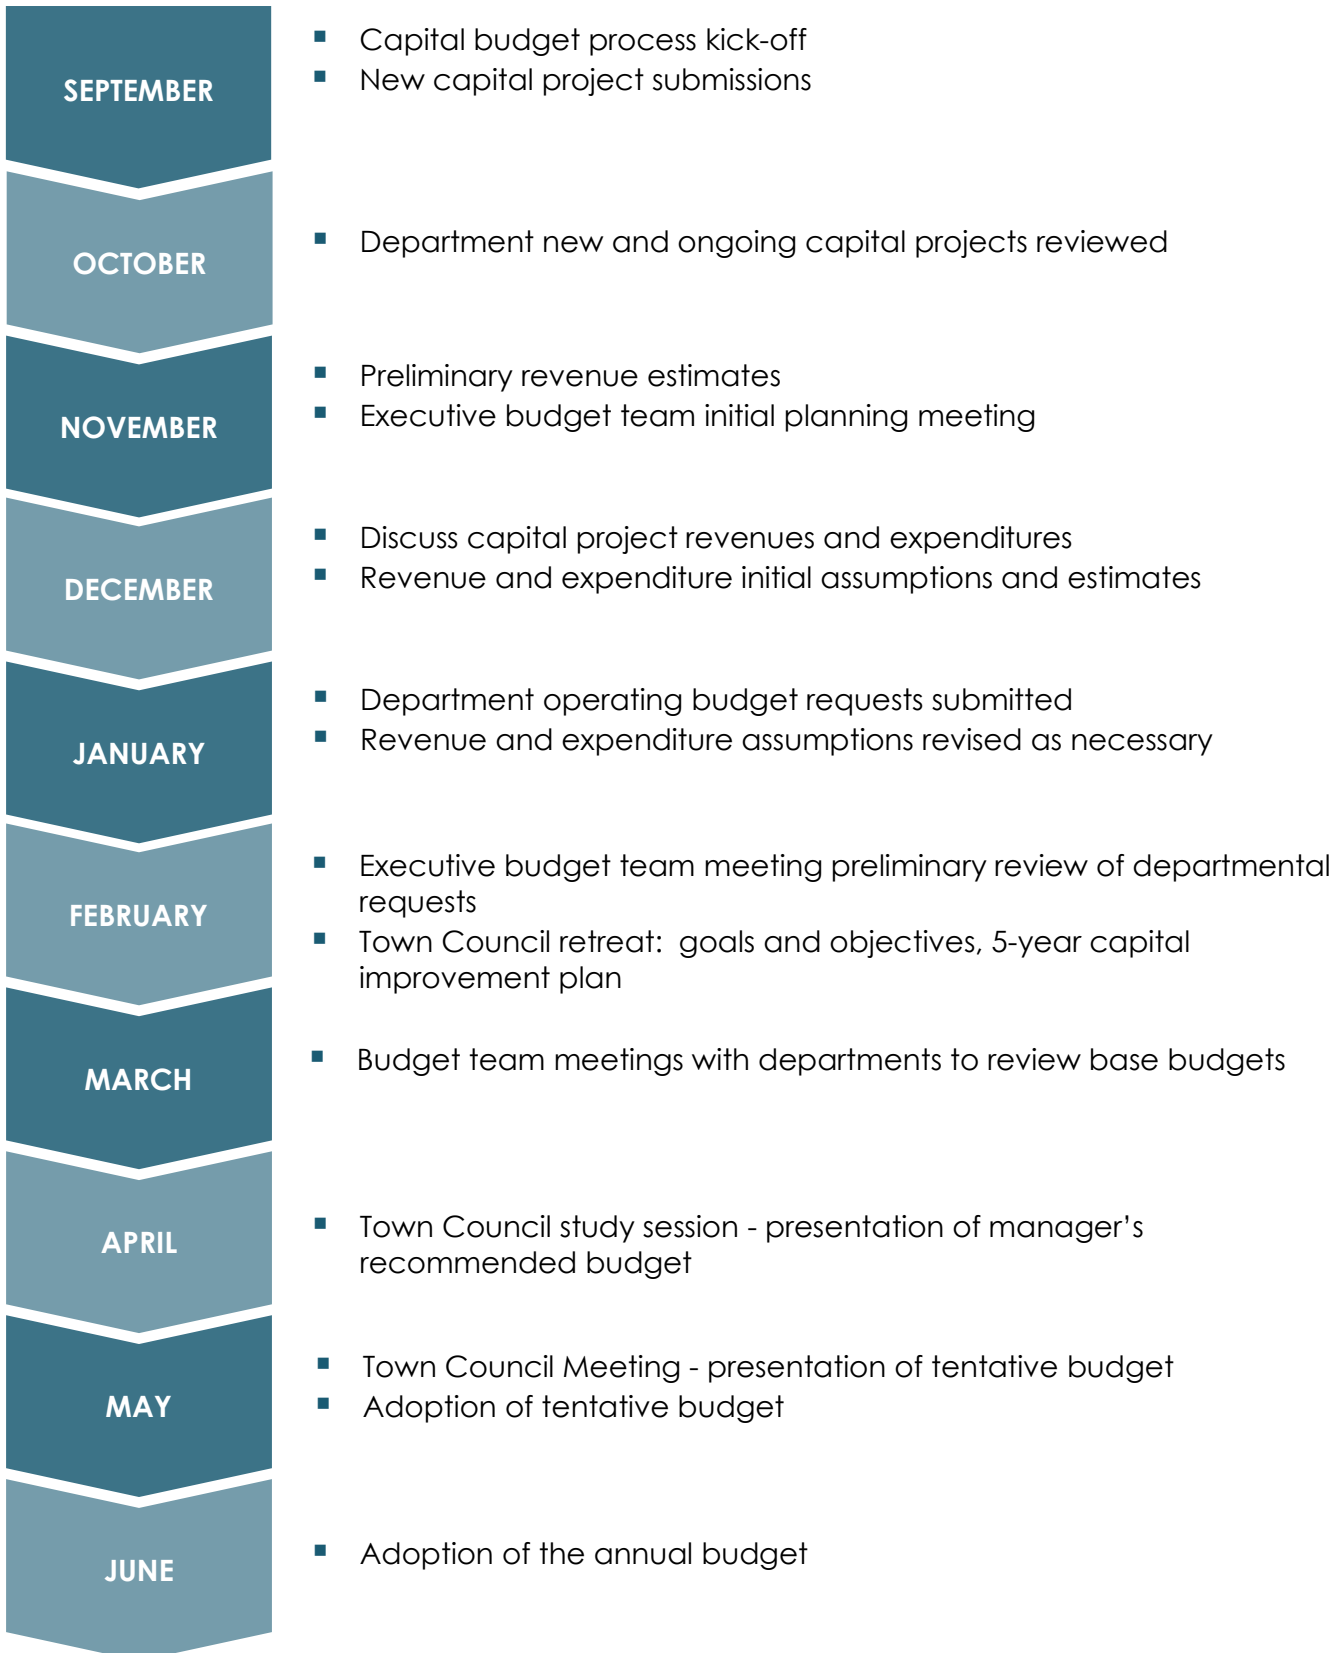 SEPTEMBER
▪ Capital budget process kick-off
▪ New capital project submissions
OCTOBER
▪ Department new and ongoing capital projects reviewed
NOVEMBER
▪ Preliminary revenue estimates
▪ Executive budget team initial planning meeting
DECEMBER
▪ Discuss capital project revenues and expenditures
▪ Revenue and expenditure initial assumptions and estimates
JANUARY
▪ Department operating budget requests submitted
▪ Revenue and expenditure assumptions revised as necessary
FEBRUARY
▪ Executive budget team meeting preliminary review of departmental
requests
▪ Town Council retreat:  goals and objectives, 5-year capital
improvement plan
MARCH
▪ Budget team meetings with departments to review base budgets
APRIL
▪ Town Council study session - presentation of manager’s
recommended budget
MAY
▪ Town Council Meeting - presentation of tentative budget
▪ Adoption of tentative budget
JUNE
▪ Adoption of the annual budget